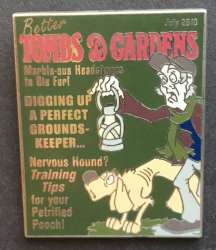 Better
July 2010
TOMBS & GARDENS
Marble-ous Headstones
to Die For!
DIGGING UP
A PERFECT
GROUNDS-
KEEPER...
Nervous Hound?
Training
Tips
for your
Petrified
Pooch!